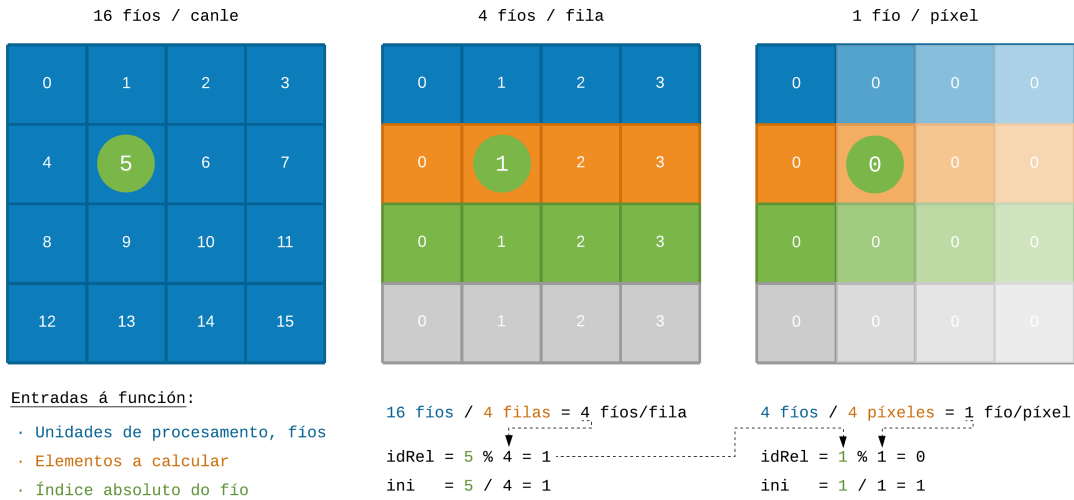 16 fíos / canle
4 fíos / fila
1 fío / píxel
0 1 2 3
4 5 6 7
8 9 10 11
12 13 14 15
0 1 2 3
0 1 2 3
0 1 2 3
0 1 2 3
0 0 0 0
0 0 0 0
0 0 0 0
0 0 0 0
Entradas á función:
· Unidades de procesamento, fíos
· Elementos a calcular
· Índice absoluto do fío
16 fíos / 4 filas = 4 fíos/fila
idRel = 5 % 4 = 1
ini   = 5 / 4 = 1
4 fíos / 4 píxeles = 1 fío/píxel
idRel = 1 % 1 = 0
ini   = 1 / 1 = 1